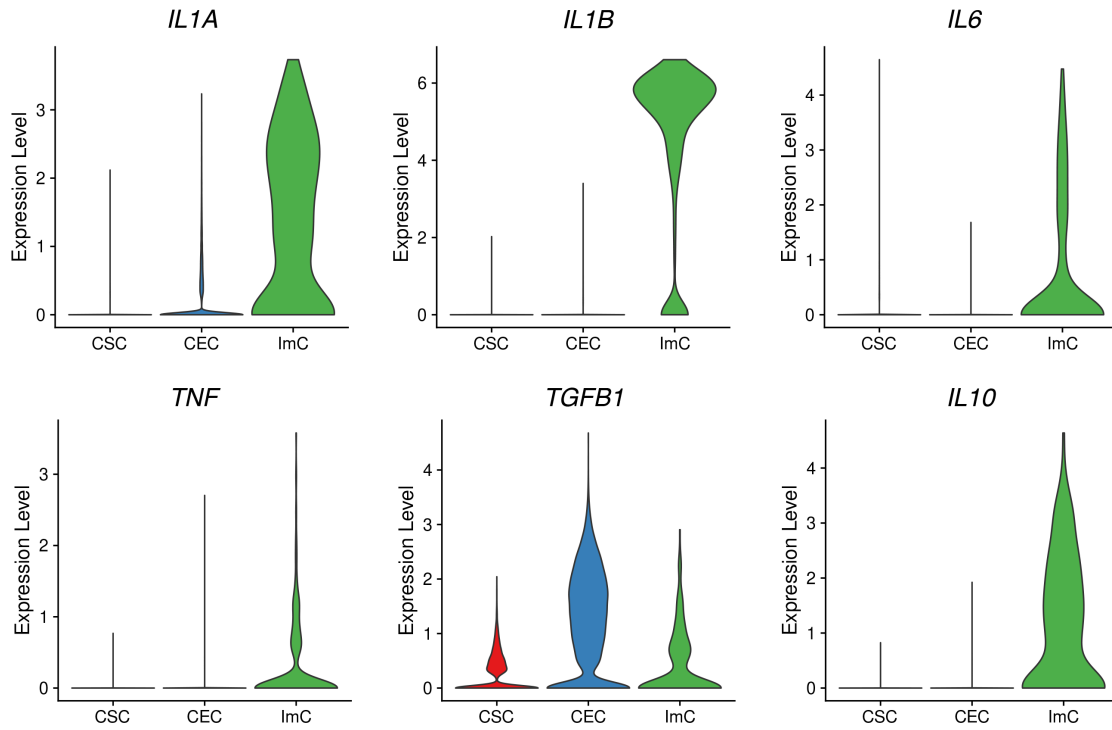 IL1A
IL1B
IL6
Expression Level
3
2
1
0
CSC
CEC
ImC
Expression Level
6
4
2
0
CSC
CEC
ImC
Expression Level
4
3
2
1
0
CSC
CEC
ImC
TNF
TGFB1
IL10
Expression Level
3
2
1
0
CSC
CEC
ImC
Expression Level
4
3
2
1
0
CSC
CEC
ImC
Expression Level
4
3
2
1
0
CSC
CEC
ImC